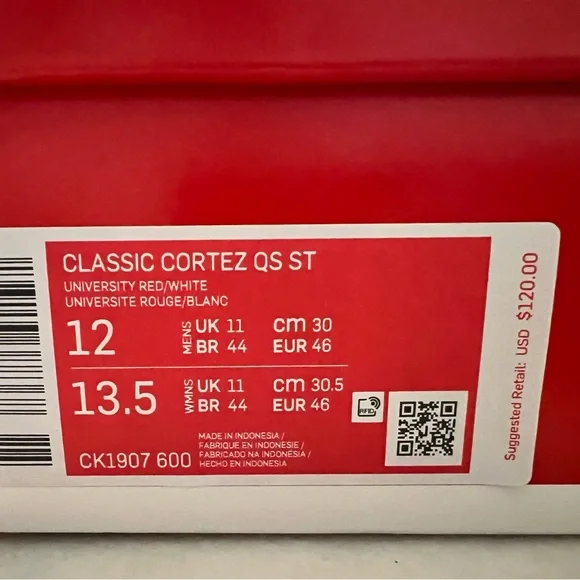 CLASSIC CORTEZ QS ST
UNIVERSITY RED/WHITE
UNIVERSITE ROUGE/BLANC
12 MENS UK 11 cm 30
BR 44 EUR 46
13.5 WMNS UK 11 cm 30.5
BR 44 EUR 46
RFID
CK1907 600
MADE IN INDONESIA /
FABRIQUE EN INDONESIE /
FABRICADO NA INDONÉSIA /
HECHO EN INDONESIA
Suggested Retail: USD $120.00